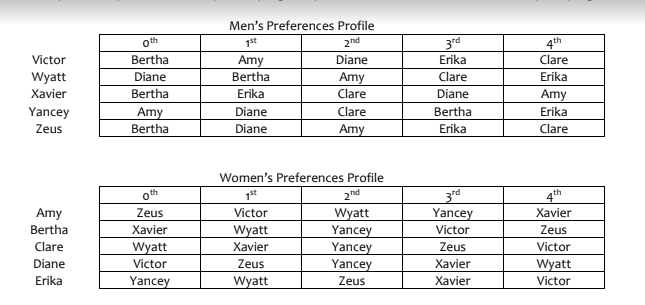 Men's Preferences Profile
0th 1st 2nd 3rd 4th
Victor Bertha Amy Diane Erika Clare
Wyatt Diane Bertha Amy Clare Erika
Xavier Bertha Erika Clare Diane Amy
Yancey Amy Diane Clare Bertha Erika
Zeus Bertha Diane Amy Erika Clare
Women's Preferences Profile
0th 1st 2nd 3rd 4th
Amy Zeus Victor Wyatt Yancey Xavier
Bertha Xavier Wyatt Yancey Victor Zeus
Clare Wyatt Xavier Yancey Zeus Victor
Diane Victor Zeus Yancey Xavier Wyatt
Erika Yancey Wyatt Zeus Xavier Victor